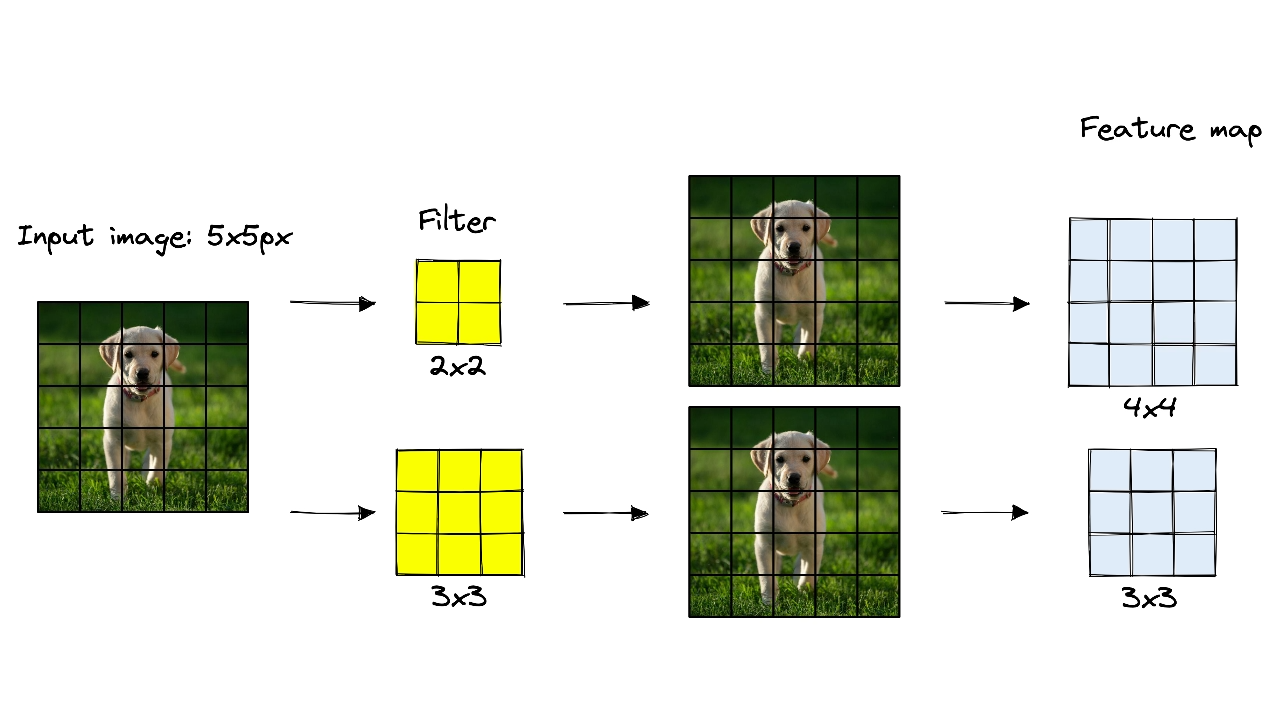 Feature map
Filter
Input image: 5x5px
2x2
4x4
3x3
3x3